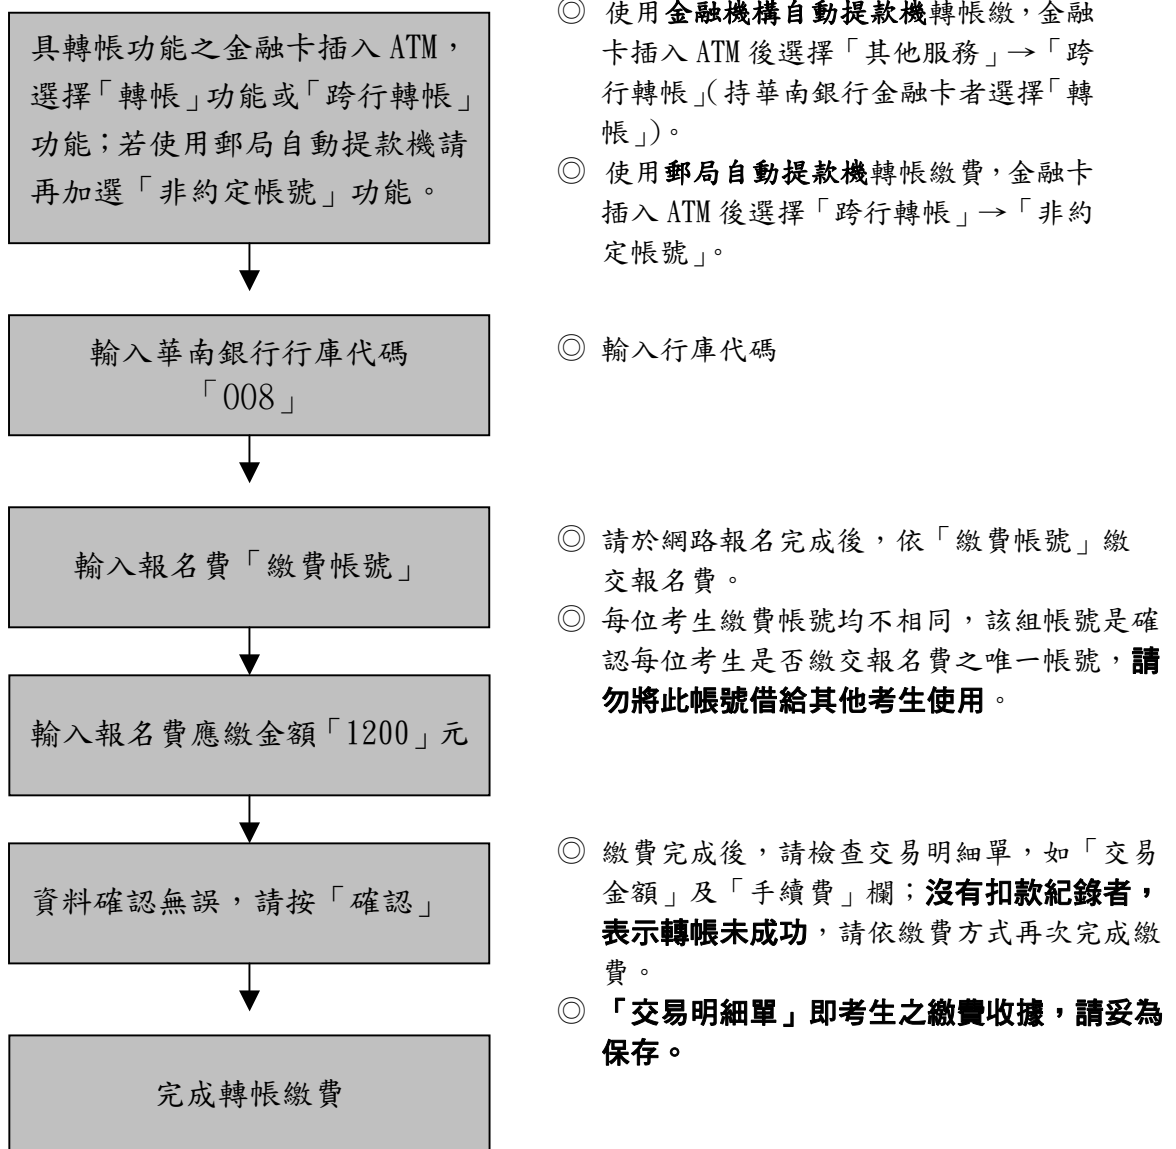 具轉帳功能之金融卡插入 ATM，
選擇「轉帳」功能或「跨行轉帳」
功能；若使用郵局自動提款機請
再加選「非約定帳號」功能。
◎ 使用金融機構自動提款機轉帳繳，金融
卡插入 ATM 後選擇「其他服務」→「跨
行轉帳」(持華南銀行金融卡者選擇「轉
帳」)。
◎ 使用郵局自動提款機轉帳繳費，金融卡
插入 ATM 後選擇「跨行轉帳」→「非約
定帳號」。
輸入華南銀行行庫代碼
「008」
◎ 輸入行庫代碼
輸入報名費「繳費帳號」
◎ 請於網路報名完成後，依「繳費帳號」繳
交報名費。
◎ 每位考生繳費帳號均不相同，該組帳號是確
認每位考生是否繳交報名費之唯一帳號，請
勿將此帳號借給其他考生使用。
輸入報名費應繳金額「1200」元
資料確認無誤，請按「確認」
◎ 繳費完成後，請檢查交易明細單，如「交易
金額」及「手續費」欄；沒有扣款紀錄者，
表示轉帳未成功，請依繳費方式再次完成繳
費。
◎ 「交易明細單」即考生之繳費收據，請妥為
保存。
完成轉帳繳費